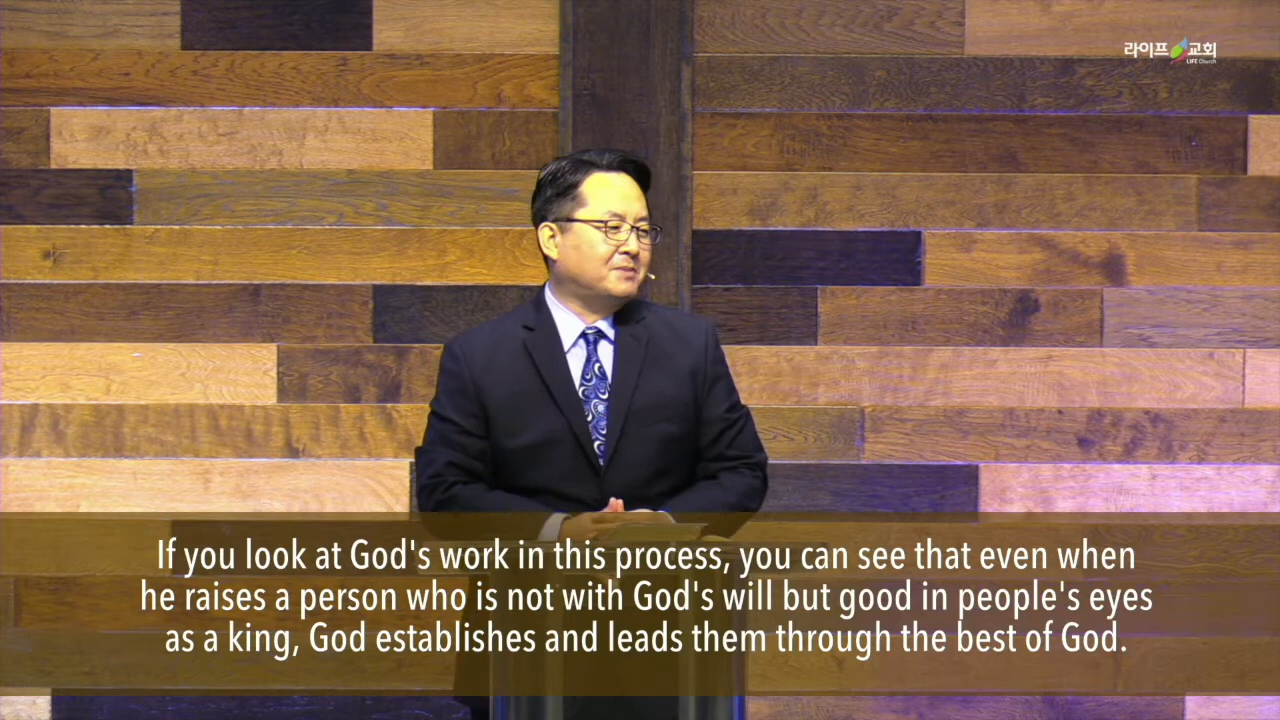 라이프 교회
LIFE Church
If you look at God's work in this process, you can see that even when
he raises a person who is not with God's will but good in people's eyes
as a king, God establishes and leads them through the best of God.